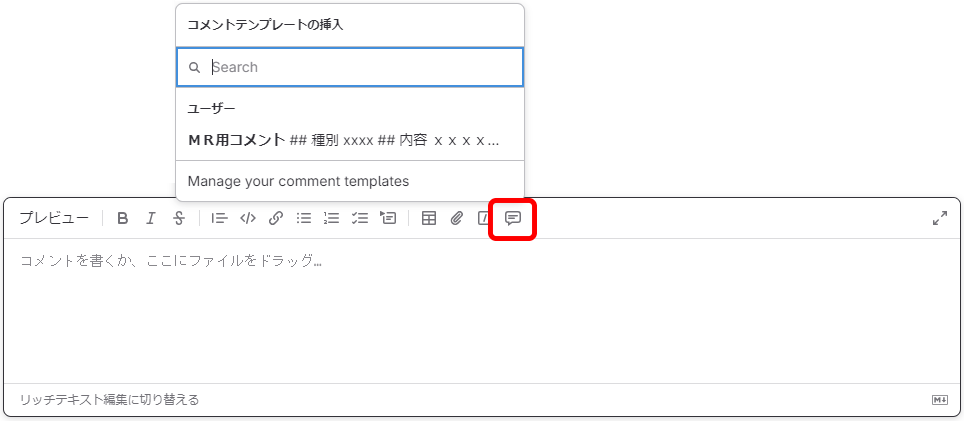 コメントテンプレートの挿入
Search
ユーザー
ＭＲ用コメント ## 種別 xxxx ## 内容 ｘｘｘｘ...
Manage your comment templates
プレビュー B I S
コメントを書くか、ここにファイルをドラッグ…
リッチテキスト編集に切り替える M